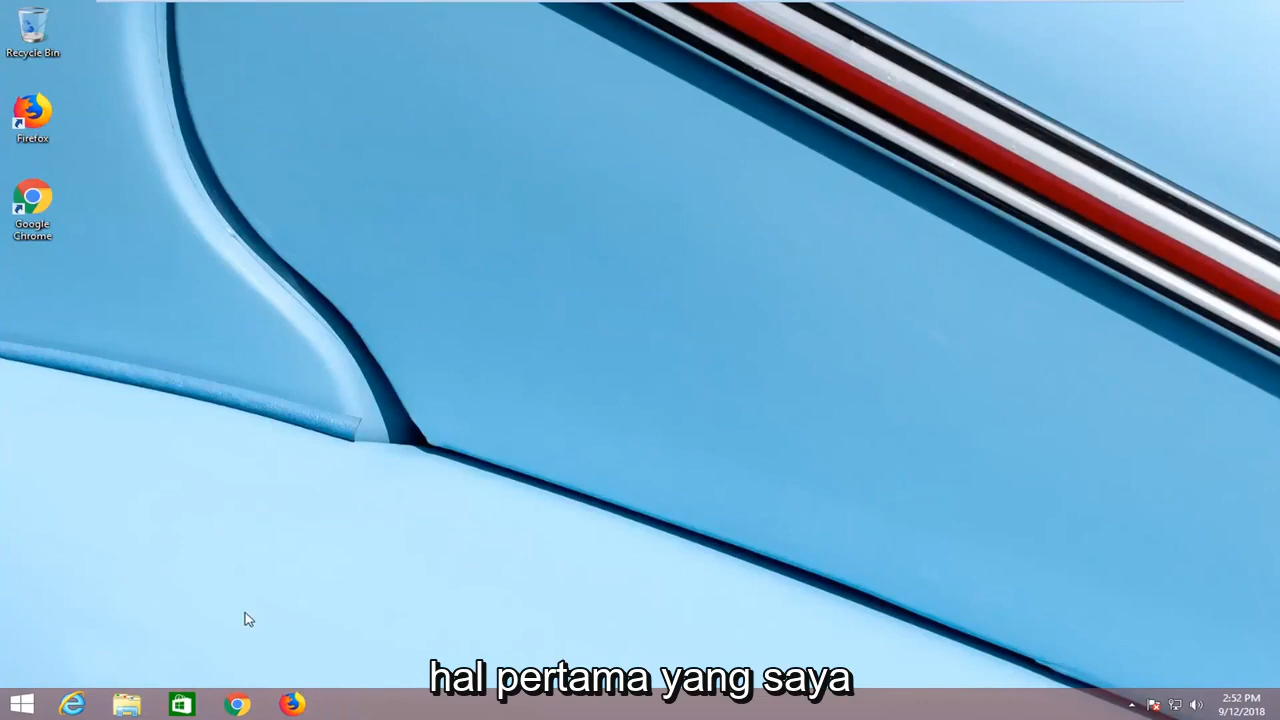 Recycle Bin
Firefox
Google
Chrome
hal pertama yang saya
2:52 PM
9/12/2018